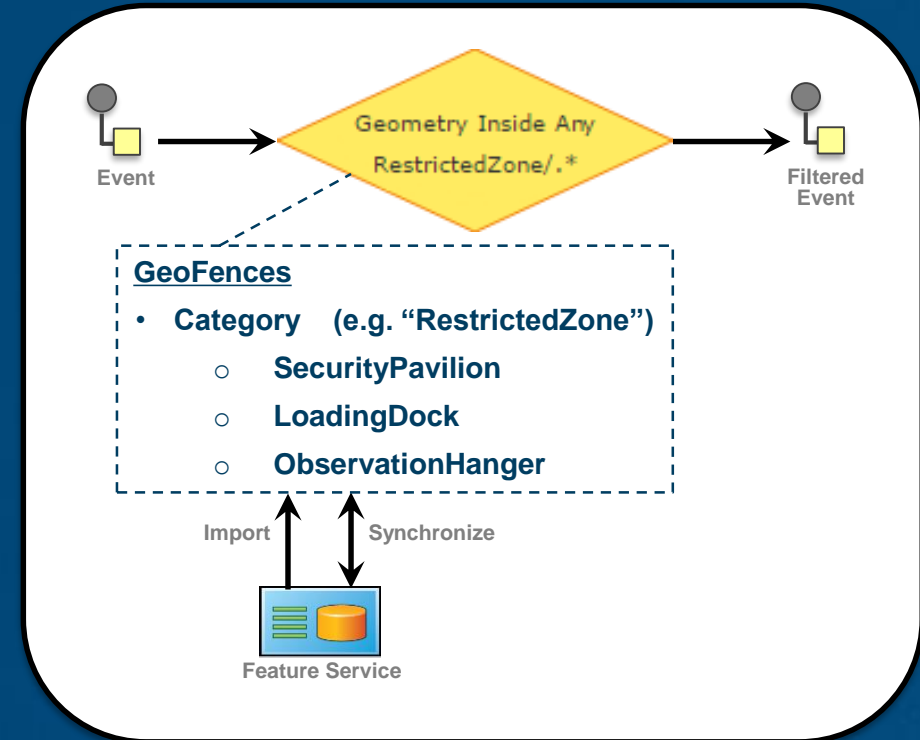 Geometry Inside Any
RestrictedZone/.*
Event
Filtered
Event
GeoFences
• Category (e.g. “RestrictedZone”)
o SecurityPavilion
o LoadingDock
o ObservationHanger
Import
Synchronize
Feature Service